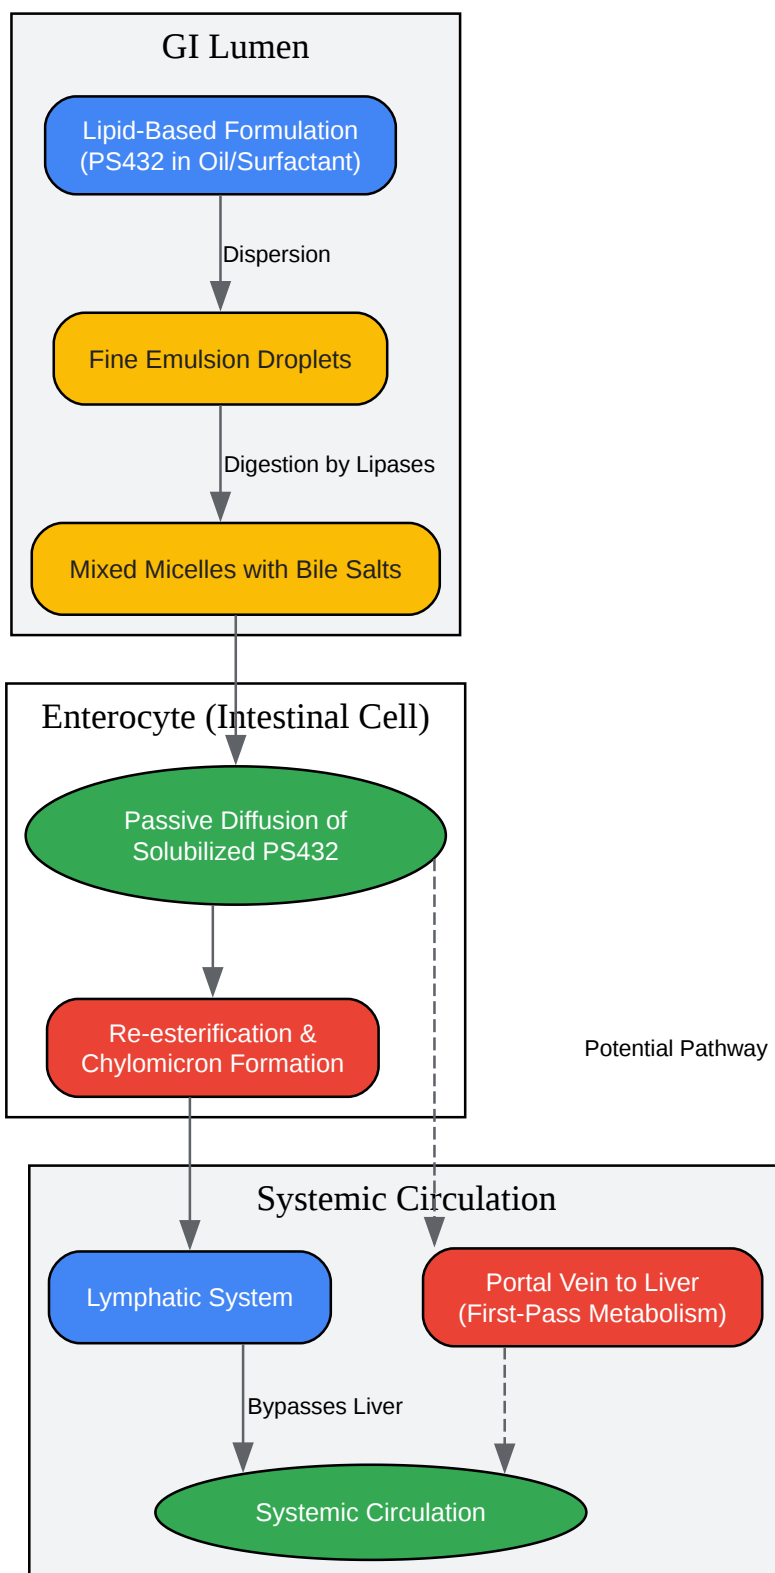 GI Lumen
Lipid-Based Formulation
(PS432 in Oil/Surfactant)
Dispersion
Fine Emulsion Droplets
Digestion by Lipases
Mixed Micelles with Bile Salts
Enterocyte (Intestinal Cell)
Passive Diffusion of
Solubilized PS432
Re-esterification &
Chylomicron Formation
Potential Pathway
Systemic Circulation
Lymphatic System
Portal Vein to Liver
(First-Pass Metabolism)
Bypasses Liver
Systemic Circulation